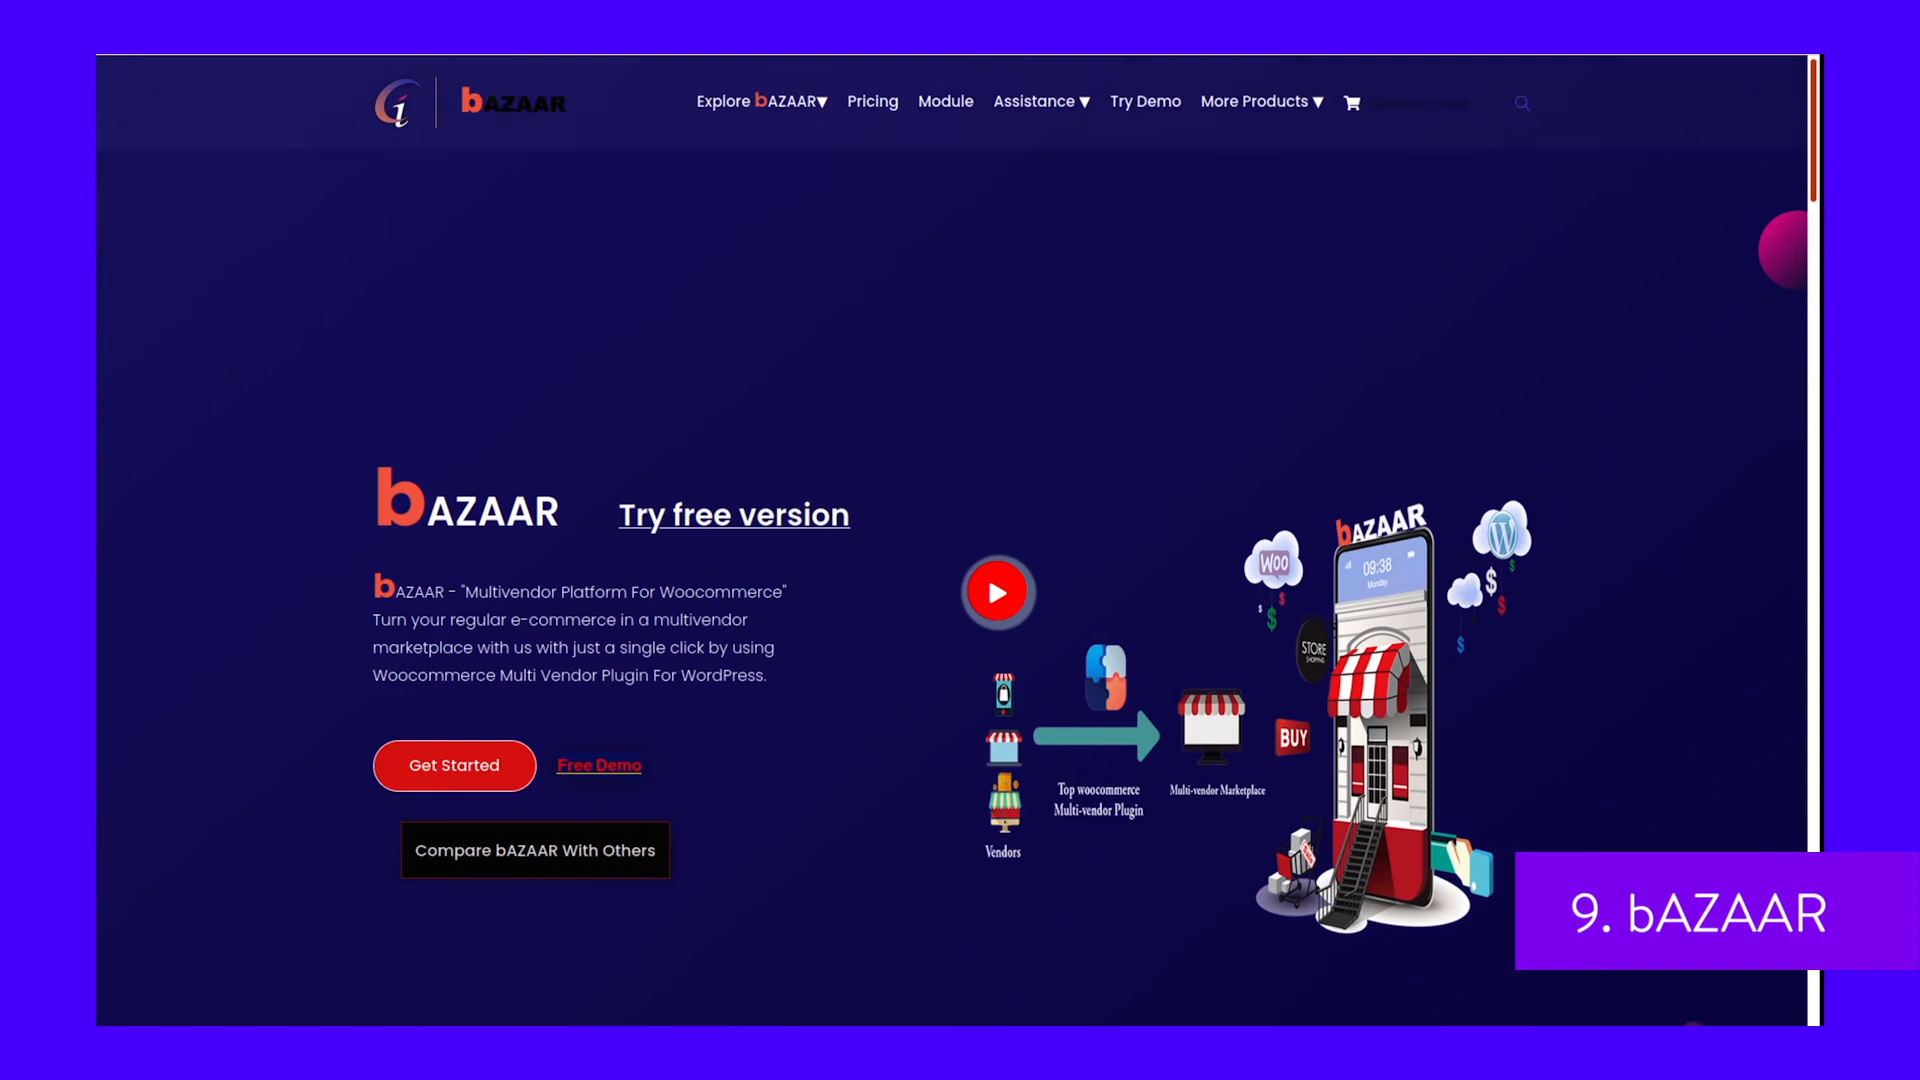 bAZAAR
Explore bAZAAR▼ Pricing Module Assistance ▼ Try Demo More Products ▼
bAZAAR
Try free version
bAZAAR - "Multivendor Platform For Woocommerce"
Turn your regular e-commerce in a multivendor
marketplace with us with just a single click by using
Woocommerce Multi Vendor Plugin For WordPress.
Get Started
Free Demo
Compare bAZAAR With Others
Vendors
Top woocommerce
Multi-vendor Plugin
Multi-vendor Marketplace
bAZAAR
WOO
09:38
Monday
STORE
SHOPPING
BUY
9. bAZAAR